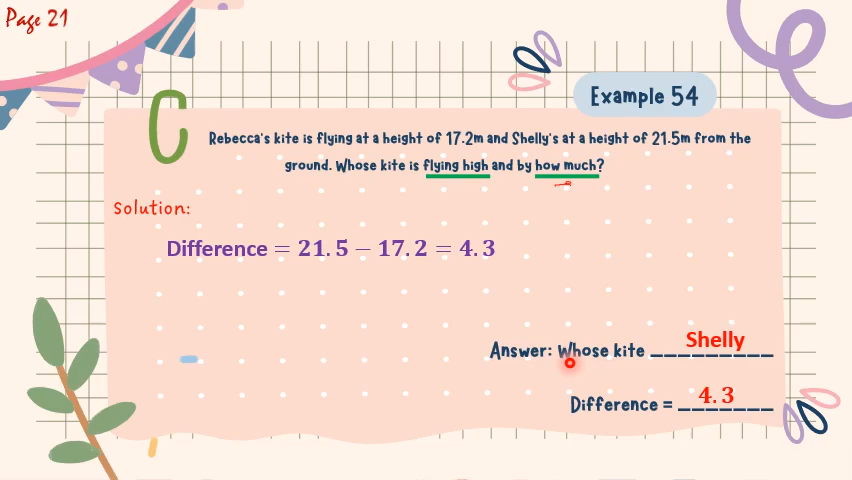 Page 21
Example 54
C
Rebecca's kite is flying at a height of 17.2m and Shelly's at a height of 21.5m from the
ground. Whose kite is flying high and by how much?
Solution:
Difference = 21.5 − 17.2 = 4.3
Answer: Whose kite _________ Shelly
Difference = _______ 4.3